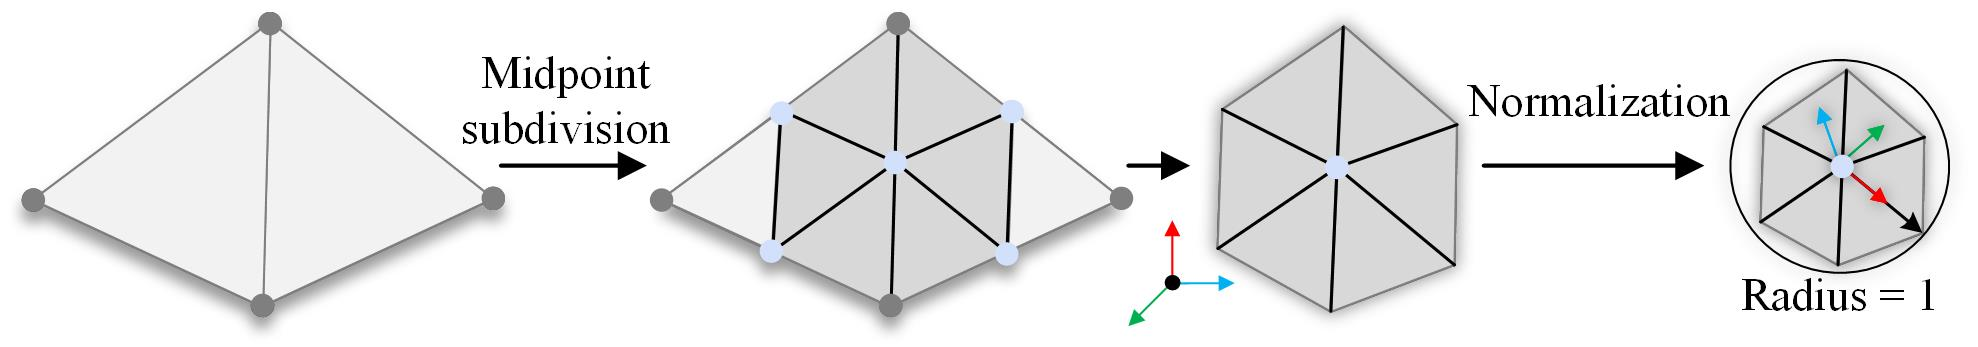 Midpoint
subdivision
Normalization
Radius = 1